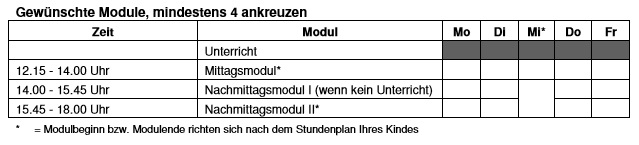 Gewünschte Module, mindestens 4 ankreuzen
Zeit Modul Mo Di Mi* Do Fr
Unterricht
12.15 - 14.00 Uhr Mittagsmodul*
14.00 - 15.45 Uhr Nachmittagsmodul I (wenn kein Unterricht)
15.45 - 18.00 Uhr Nachmittagsmodul II*
* = Modulbeginn bzw. Modulende richten sich nach dem Stundenplan Ihres Kindes